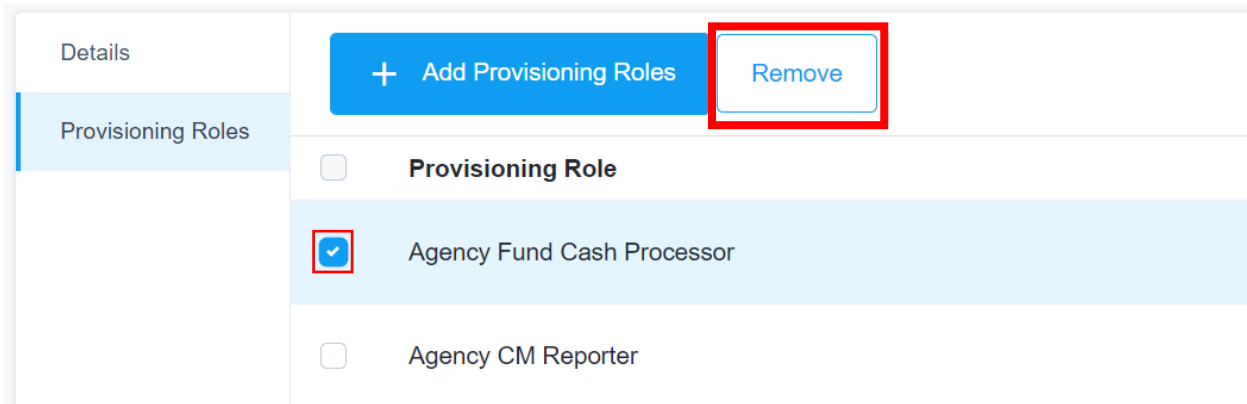 Details
Provisioning Roles
+ Add Provisioning Roles
Remove
Provisioning Role
Agency Fund Cash Processor
Agency CM Reporter